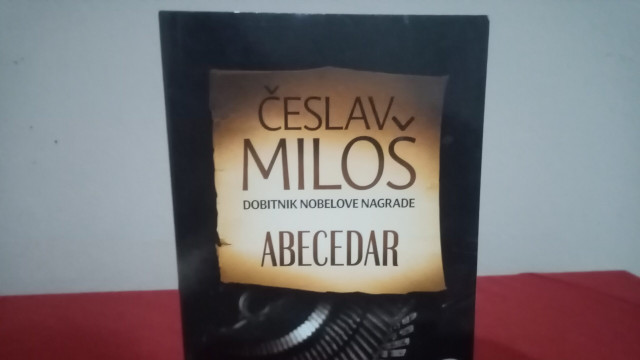 ČESLAV
MILOŠ
DOBITNIK NOBELOVE NAGRADE
ABECEDAR